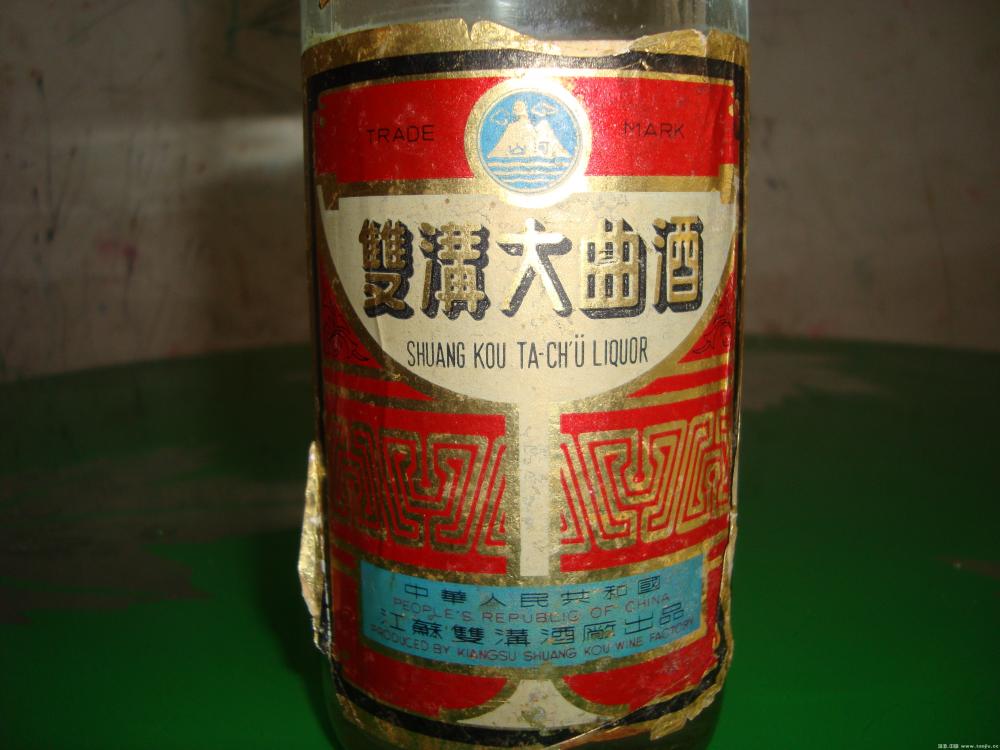 TRADE MARK
山河
雙溝大曲酒
SHUANG KOU TA-CH'Ü LIQUOR
中華人民共和國
PEOPLE'S REPUBLIC OF CHINA
江蘇雙溝酒廠出品
PRODUCED BY KIANGSU SHUANG KOU WINE FACTORY